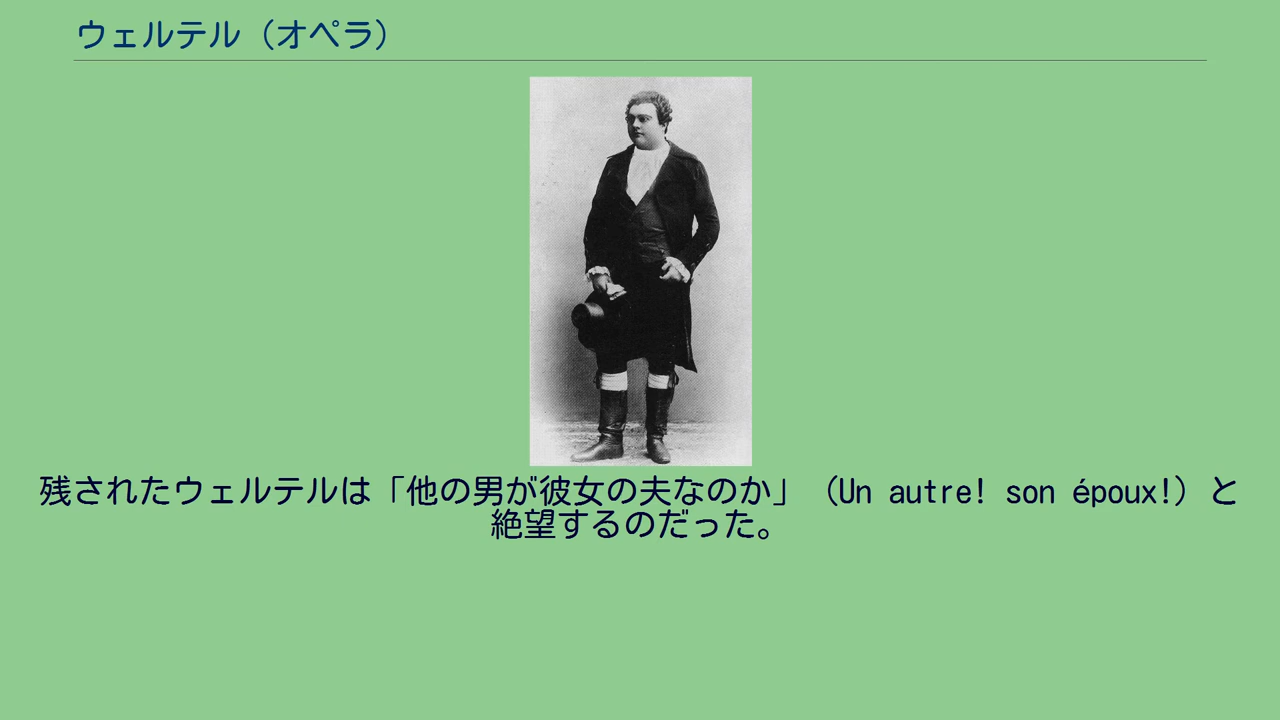 ウェルテル（オペラ）
残されたウェルテルは「他の男が彼女の夫なのか」（Un autre! son époux!）と
絶望するのだった。